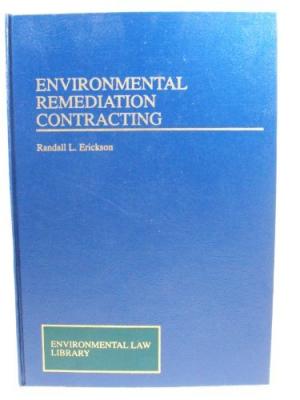 ENVIRONMENTAL
REMEDIATION
CONTRACTING
Randall L. Erickson
ENVIRONMENTAL LAW
LIBRARY